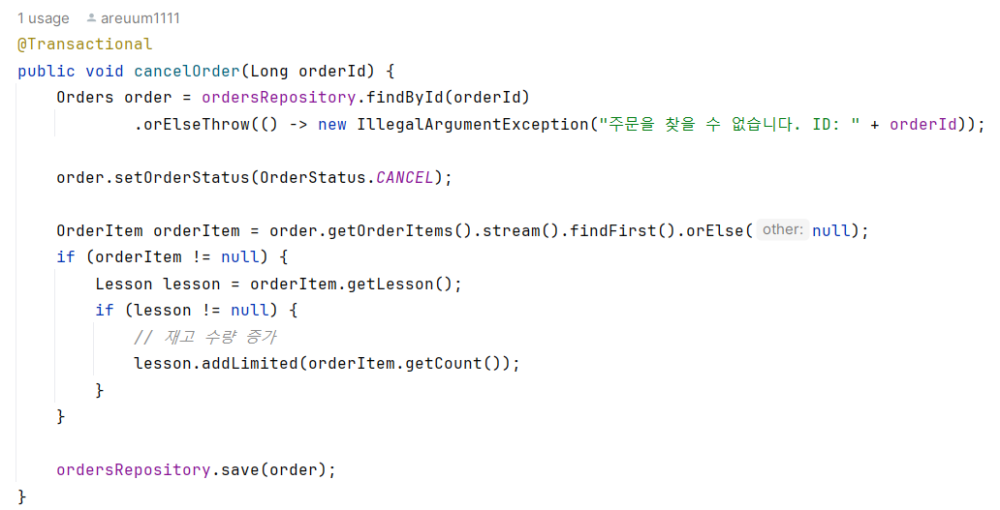 1 usage areuum1111
@Transactional
public void cancelOrder(Long orderId) {
    Orders order = ordersRepository.findById(orderId)
            .orElseThrow(() -> new IllegalArgumentException("주문을 찾을 수 없습니다. ID: " + orderId));

    order.setOrderStatus(OrderStatus.CANCEL);

    OrderItem orderItem = order.getOrderItems().stream().findFirst().orElse( other: null);
    if (orderItem != null) {
        Lesson lesson = orderItem.getLesson();
        if (lesson != null) {
            // 재고 수량 증가
            lesson.addLimited(orderItem.getCount());
        }
    }

    ordersRepository.save(order);
}